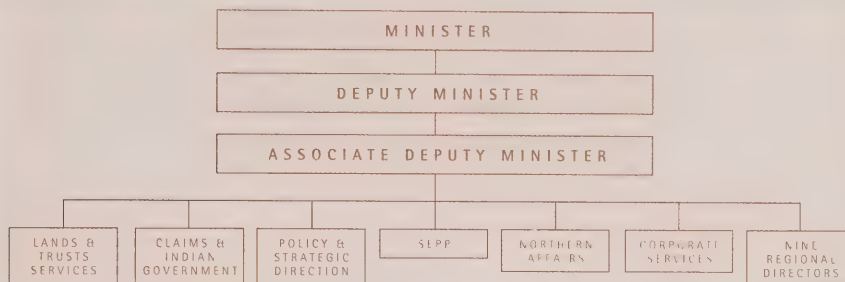 MINISTER
DEPUTY MINISTER
ASSOCIATE DEPUTY MINISTER
LANDS &
TRUSTS
SERVICES
CLAIMS &
INDIAN
GOVERNMENT
POLICY &
STRATEGIC
DIRECTION
SEPP
NORTHERN
AFFAIRS
CORPORATE
SERVICES
NINE
REGIONAL
DIRECTORS